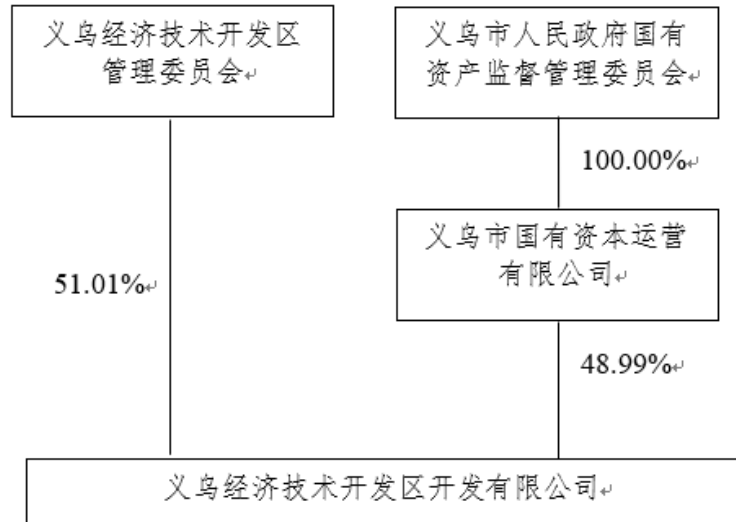 义乌经济技术开发区
管理委员会
义乌市人民政府国有
资产监督管理委员会
100.00%
义乌市国有资本运营
有限公司
51.01%
48.99%
义乌经济技术开发区开发有限公司